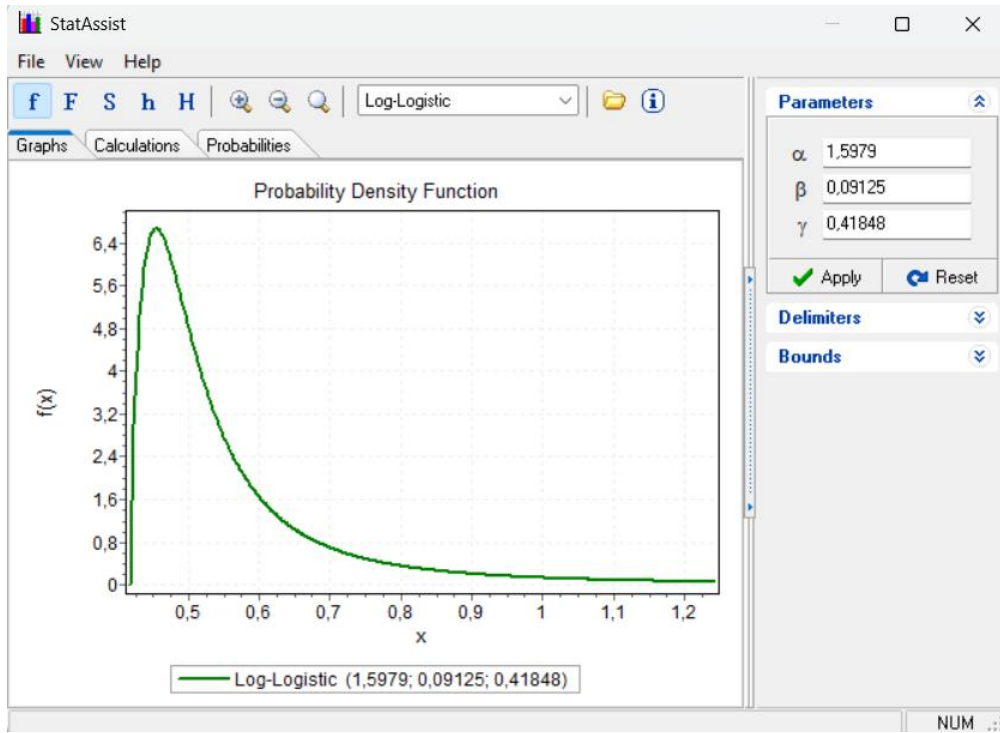 StatAssist
File View Help
f F S h H Log-Logistic
Graphs Calculations Probabilities
Probability Density Function
f(x)
6,4
5,6
4,8
4
3,2
2,4
1,6
0,8
0
0,5 0,6 0,7 0,8 0,9 1 1,1 1,2
x
Log-Logistic (1,5979; 0,09125; 0,41848)
Parameters
α 1,5979
β 0,09125
γ 0,41848
Apply Reset
Delimiters
Bounds
NUM